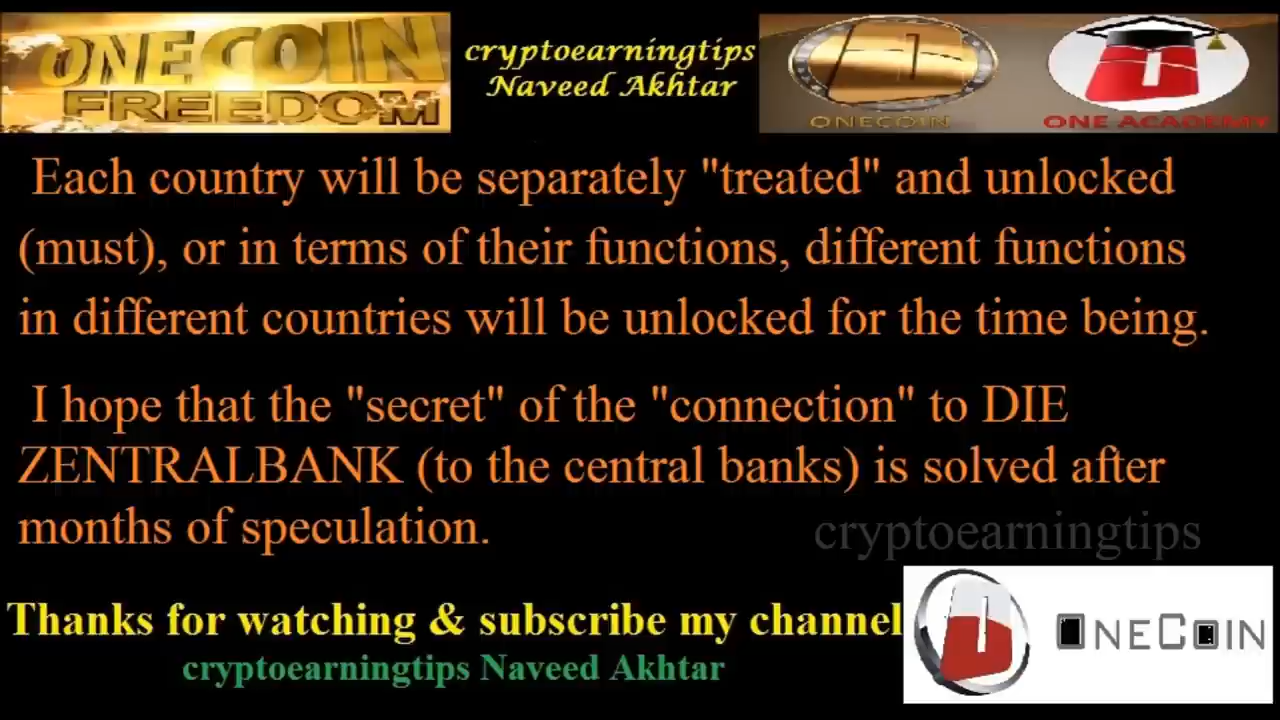 ONE COIN
FREEDOM
cryptoearningtips
Naveed Akhtar
ONECOIN
ONE ACADEMY
Each country will be separately "treated" and unlocked
(must), or in terms of their functions, different functions
in different countries will be unlocked for the time being.
I hope that the "secret" of the "connection" to DIE
ZENTRALBANK (to the central banks) is solved after
months of speculation.
cryptoearningtips
Thanks for watching & subscribe my channel
cryptoearningtips Naveed Akhtar
ONECOIN